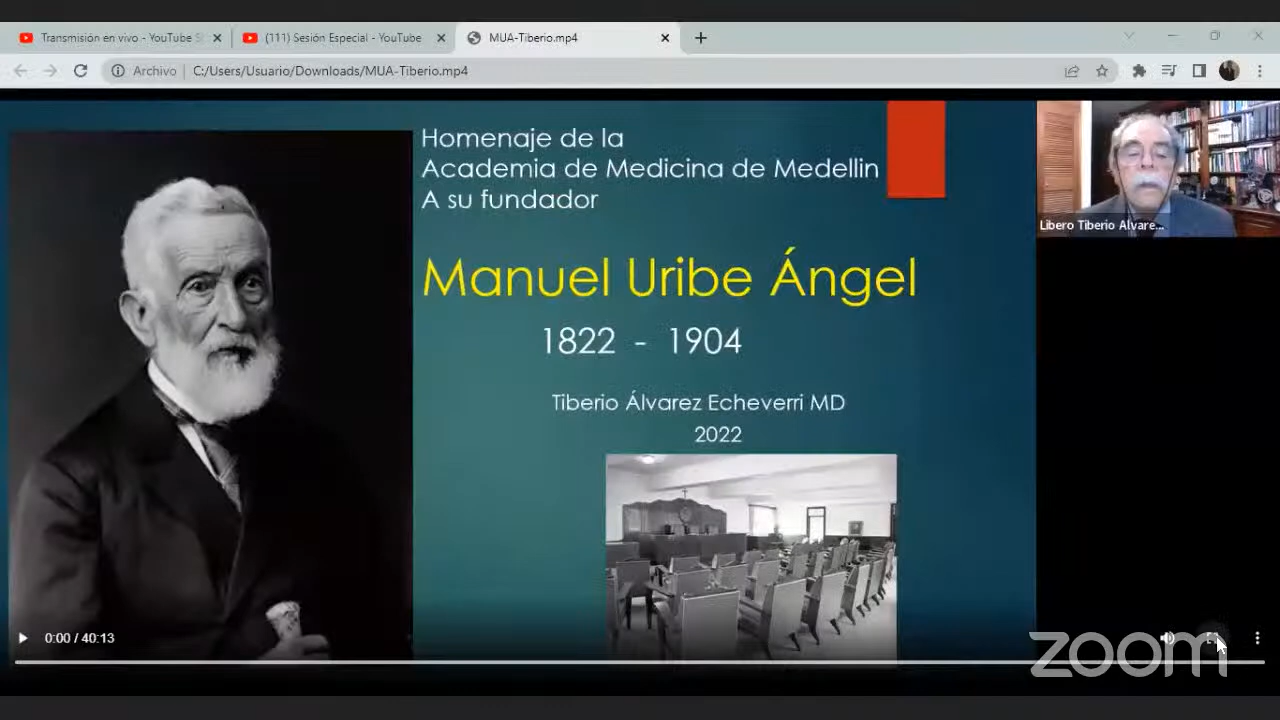 Transmisión en vivo - YouTube S
(111) Sesión Especial - YouTube
MUA-Tiberio.mp4
Archivo
C:/Users/Usuario/Downloads/MUA-Tiberio.mp4
Homenaje de la
Academia de Medicina de Medellin
A su fundador
Manuel Uribe Ángel
1822 - 1904
Tiberio Álvarez Echeverri MD
2022
Libero Tiberio Alvare...
0:00 / 40:13
zoom